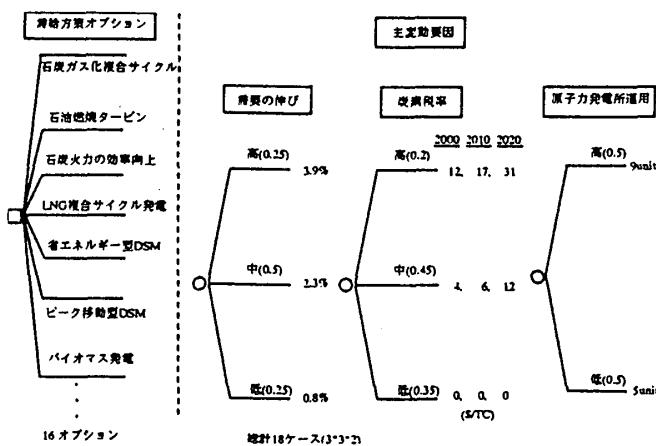 需給方策オプション
石炭ガス化複合サイクル
石油燃焼タービン
石炭火力の効率向上
LNG複合サイクル発電
省エネルギー型DSM
ピーク移動型DSM
バイオマス発電
16 オプション
主変動要因
需要の伸び
高(0.25)
3.9%
中(0.5)
2.3%
低(0.25)
0.8%
炭素税率
2000 2010 2020
高(0.2)
12, 17, 31
中(0.45)
4, 6, 12
低(0.35)
0, 0, 0
($/TC)
原子力発電所運用
高(0.5)
9unit
低(0.5)
5unit
総計18ケース(3*3*2)